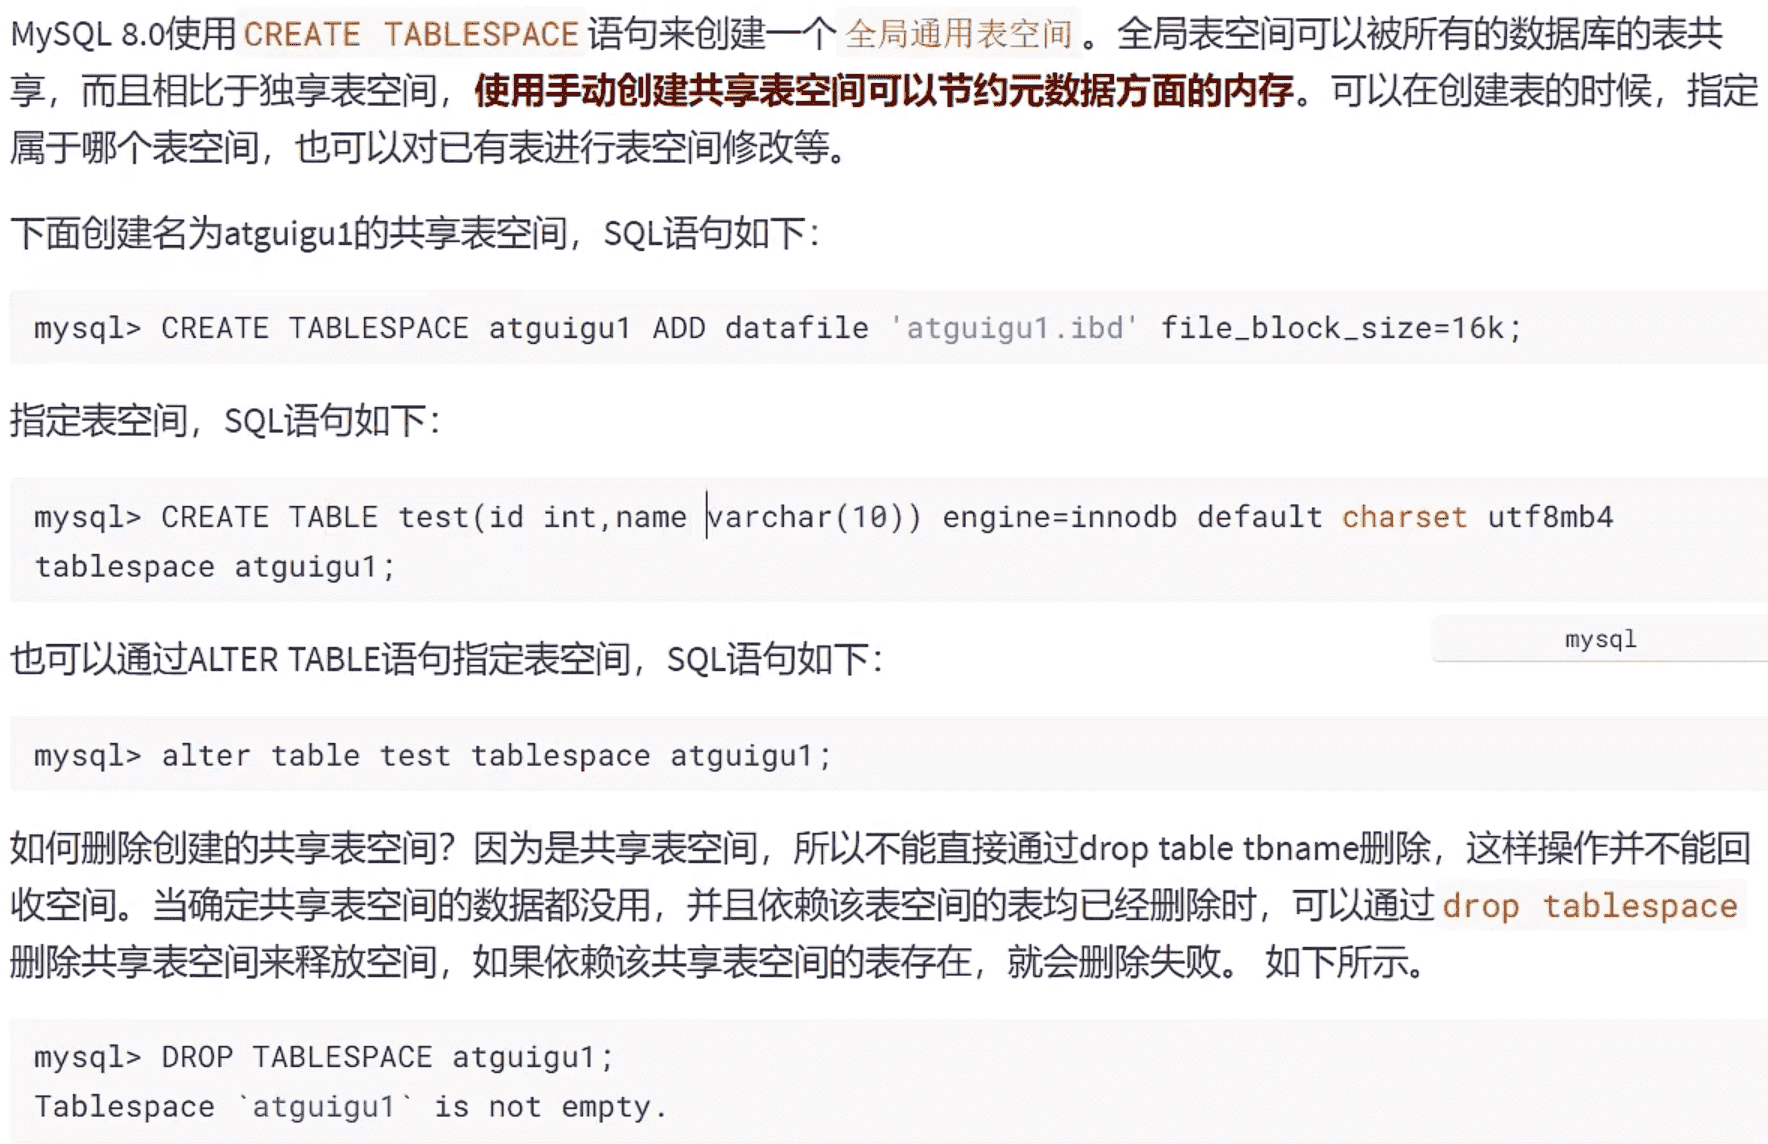 MySQL 8.0使用 CREATE TABLESPACE 语句来创建一个 全局通用表空间 。全局表空间可以被所有的数据库的表共
享，而且相比于独享表空间，使用手动创建共享表空间可以节约元数据方面的内存。可以在创建表的时候，指定
属于哪个表空间，也可以对已有表进行表空间修改等。
下面创建名为atguigu1的共享表空间，SQL语句如下：
mysql> CREATE TABLESPACE atguigu1 ADD datafile 'atguigu1.ibd' file_block_size=16k;
指定表空间，SQL语句如下：
mysql> CREATE TABLE test(id int,name varchar(10)) engine=innodb default charset utf8mb4
tablespace atguigu1;
mysql
也可以通过ALTER TABLE语句指定表空间，SQL语句如下：
mysql> alter table test tablespace atguigu1;
如何删除创建的共享表空间？因为是共享表空间，所以不能直接通过drop table tbname删除，这样操作并不能回
收空间。当确定共享表空间的数据都没用，并且依赖该表空间的表均已经删除时，可以通过 drop tablespace
删除共享表空间来释放空间，如果依赖该共享表空间的表存在，就会删除失败。 如下所示。
mysql> DROP TABLESPACE atguigu1;
Tablespace `atguigu1` is not empty.